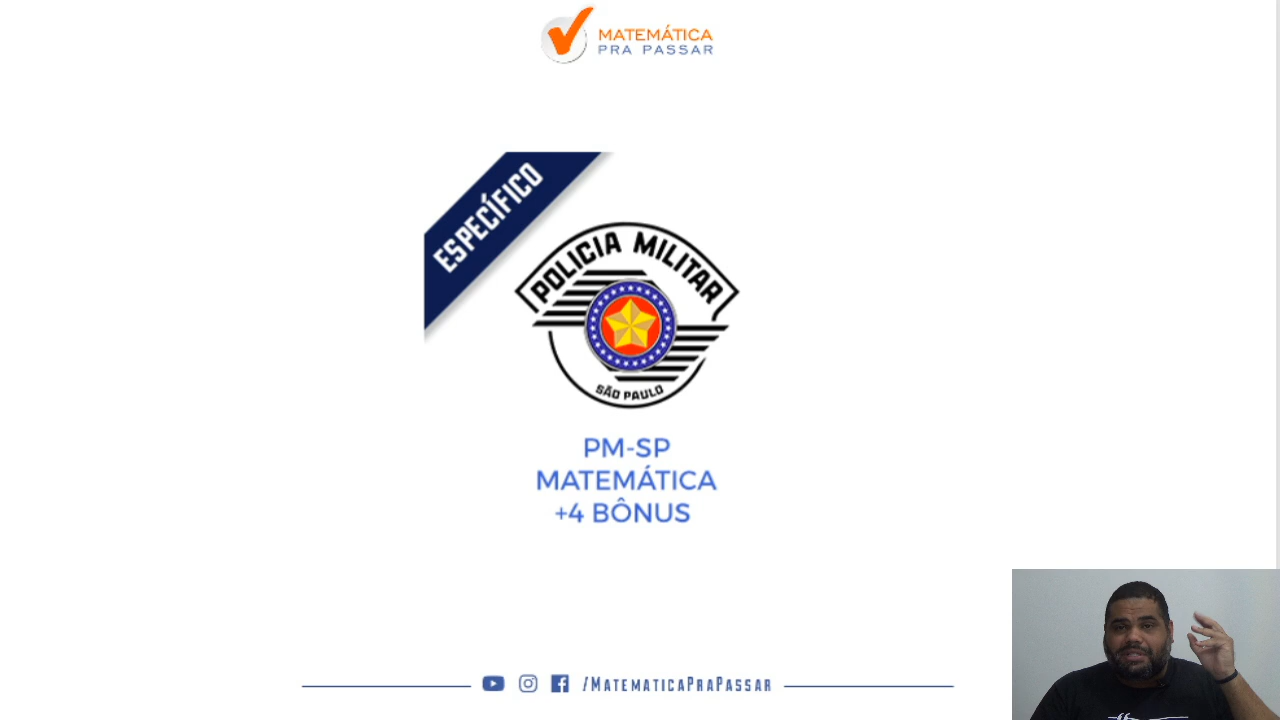 MATEMÁTICA
PRA PASSAR
ESPECÍFICO
POLICIA MILITAR
SÃO PAULO
PM-SP
MATEMÁTICA
+4 BÔNUS
/MATEMATICAPRAPASSAR